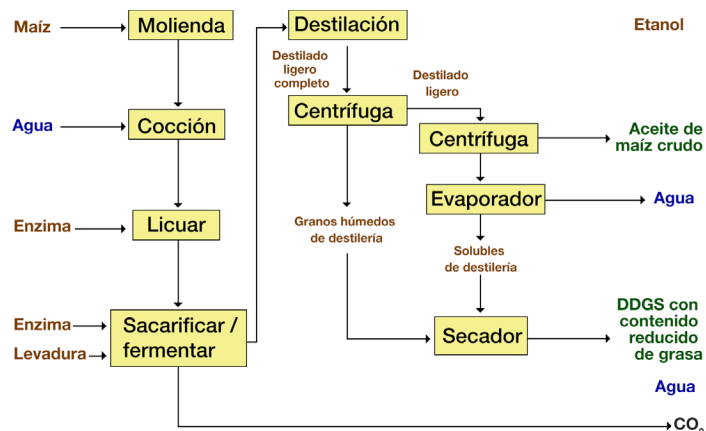 Maíz
Molienda
Destilación
Etanol
Destilado
ligero
completo
Destilado
ligero
Agua
Cocción
Centrífuga
Centrífuga
Aceite de
maíz crudo
Evaporador
Agua
Enzima
Licuar
Granos húmedos
de destilería
Solubles
de destilería
Enzima
Levadura
Sacarificar /
fermentar
Secador
DDGS con
contenido
reducido
de grasa
Agua
CO₂